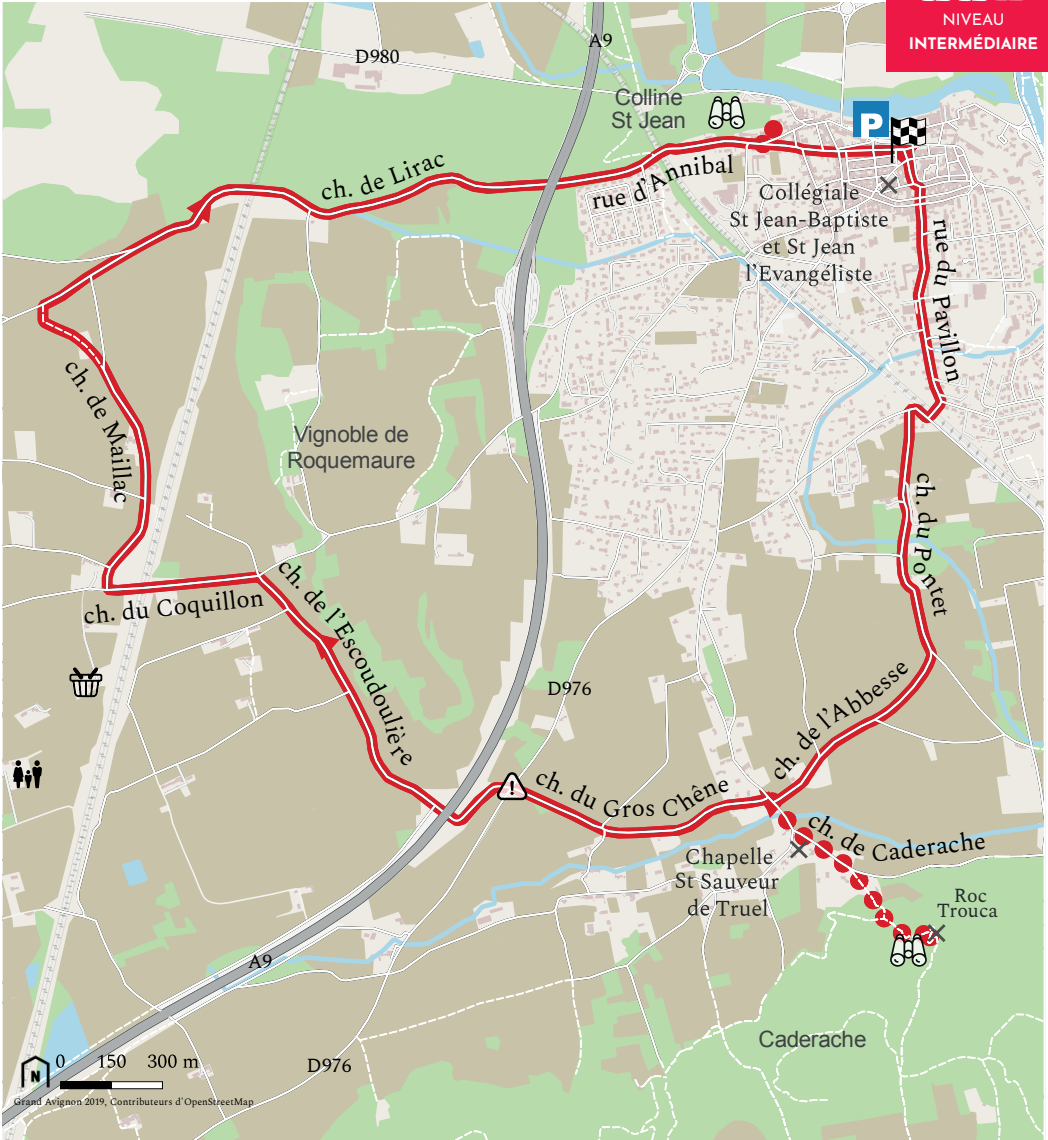 NIVEAU
INTERMÉDIAIRE
A9
D980
Colline
St Jean
P
ch. de Lirac
rue d'Annibal
Collégiale
St Jean-Baptiste
et St Jean
l'Evangéliste
rue du Pavillon
ch. de Maillac
Vignoble de
Roquemaure
ch. du Pontet
ch. du Coquillon
ch. de l'Escoudoulière
D976
ch. de l'Abbesse
!
ch. du Gros Chêne
ch. de Caderache
Chapelle
St Sauveur
de Truel
Roc
Trouca
A9
Caderache
N
0 150 300 m
D976
Grand Avignon 2019, Contributeurs d'OpenStreetMap